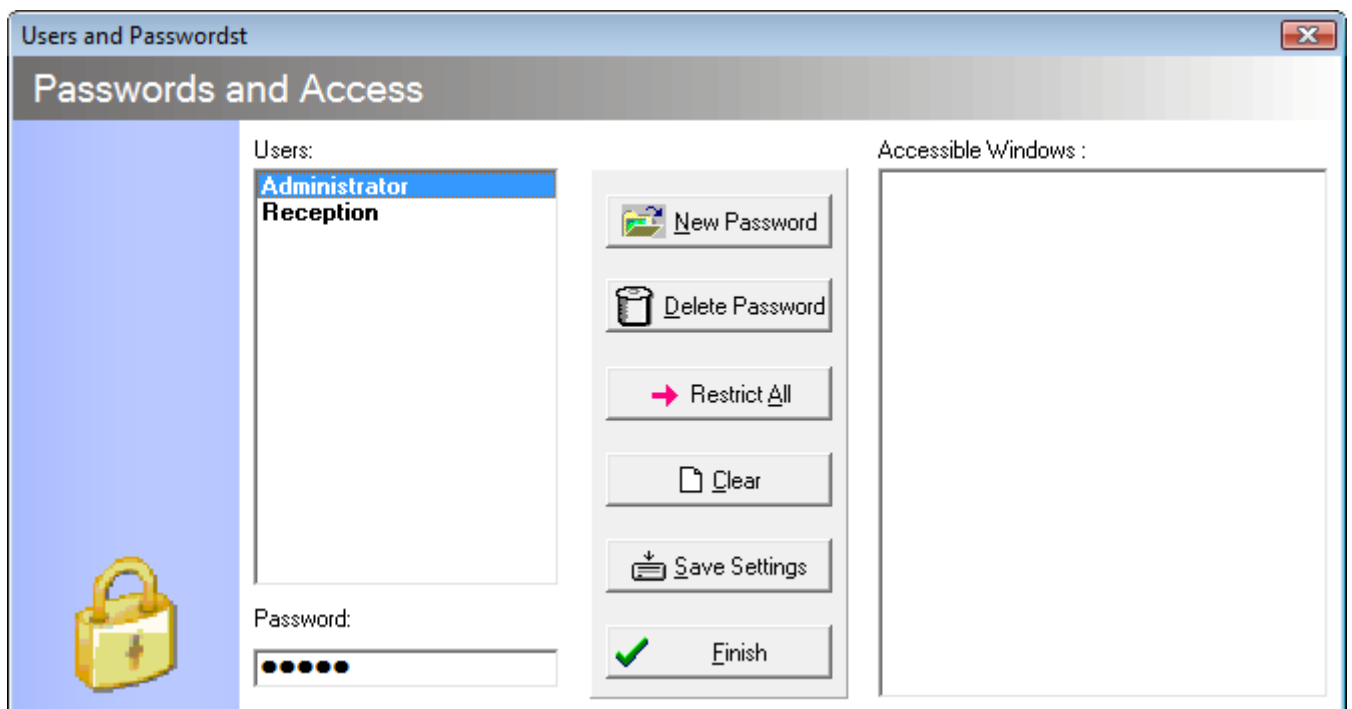 Users and Passwordst
Passwords and Access
Users:
Administrator
Reception
Password:
●●●●●
New Password
Delete Password
Restrict All
Clear
Save Settings
Finish
Accessible Windows :